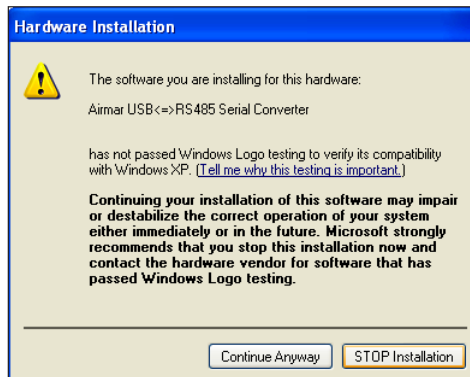 Hardware Installation
The software you are installing for this hardware:
Airmar USB<=>RS485 Serial Converter
has not passed Windows Logo testing to verify its compatibility
with Windows XP. (Tell me why this testing is important.)
Continuing your installation of this software may impair
or destabilize the correct operation of your system
either immediately or in the future. Microsoft strongly
recommends that you stop this installation now and
contact the hardware vendor for software that has
passed Windows Logo testing.
Continue Anyway
STOP Installation